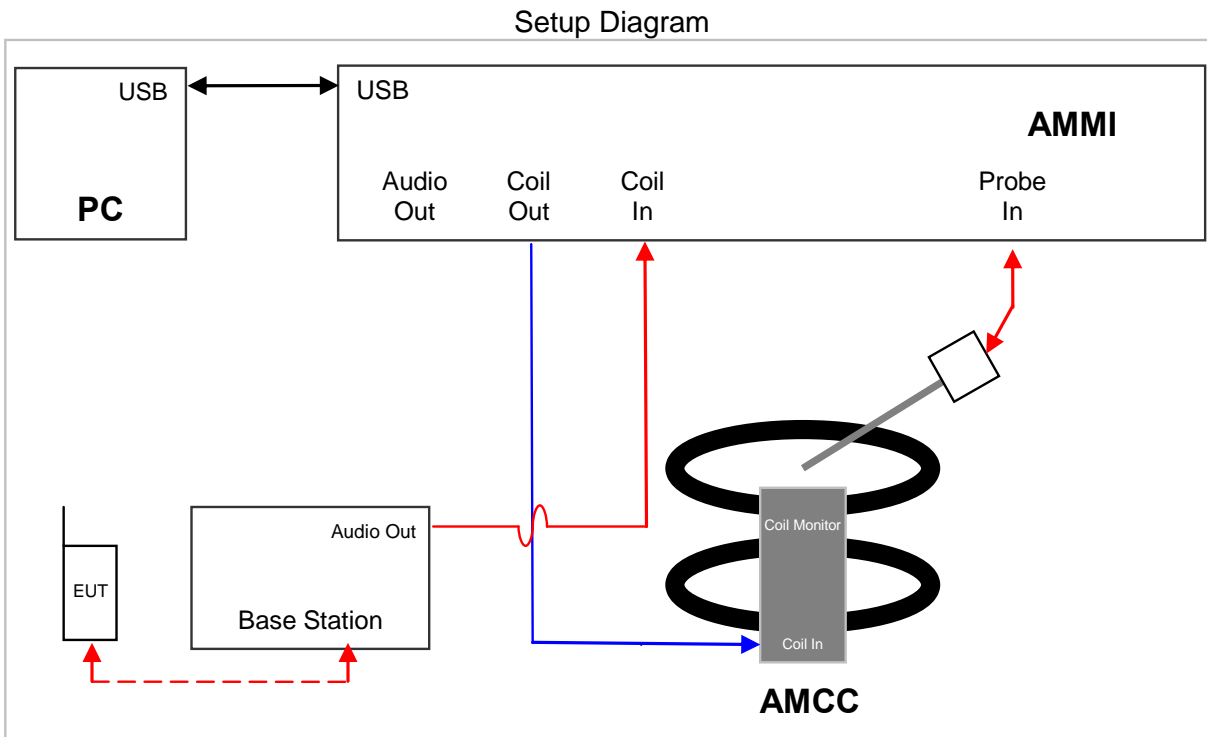 Setup Diagram
USB
PC
USB
AMMI
Audio
Out
Coil
Out
Coil
In
Probe
In
EUT
Audio Out
Base Station
Coil Monitor
Coil In
AMCC